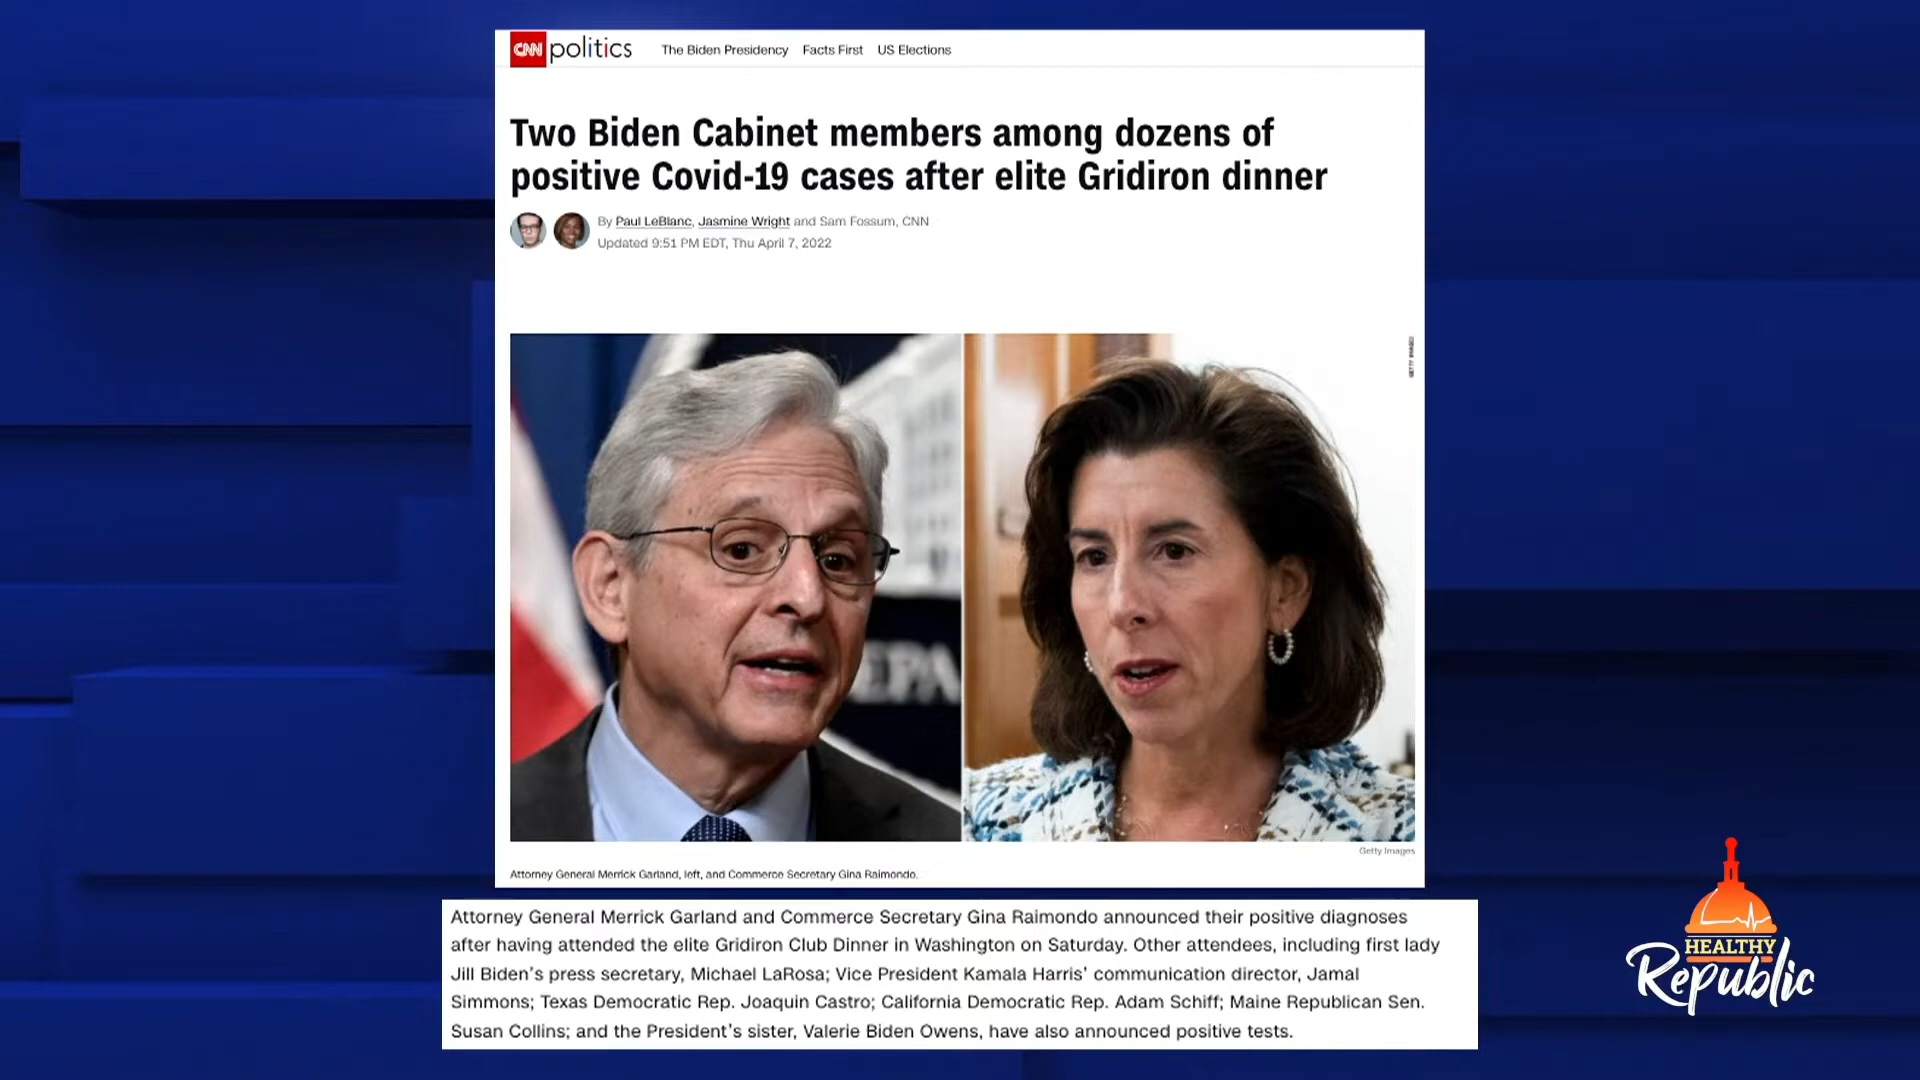 CNN politics The Biden Presidency Facts First US Elections
Two Biden Cabinet members among dozens of
positive Covid-19 cases after elite Gridiron dinner
By Paul LeBlanc, Jasmine Wright and Sam Fossum, CNN
Updated 9:51 PM EDT, Thu April 7, 2022
GETTY IMAGES
EPA
Getty Images
Attorney General Merrick Garland, left, and Commerce Secretary Gina Raimondo.
Attorney General Merrick Garland and Commerce Secretary Gina Raimondo announced their positive diagnoses
after having attended the elite Gridiron Club Dinner in Washington on Saturday. Other attendees, including first lady
Jill Biden's press secretary, Michael LaRosa; Vice President Kamala Harris' communication director, Jamal
Simmons; Texas Democratic Rep. Joaquin Castro; California Democratic Rep. Adam Schiff; Maine Republican Sen.
Susan Collins; and the President's sister, Valerie Biden Owens, have also announced positive tests.
HEALTHY
Republic